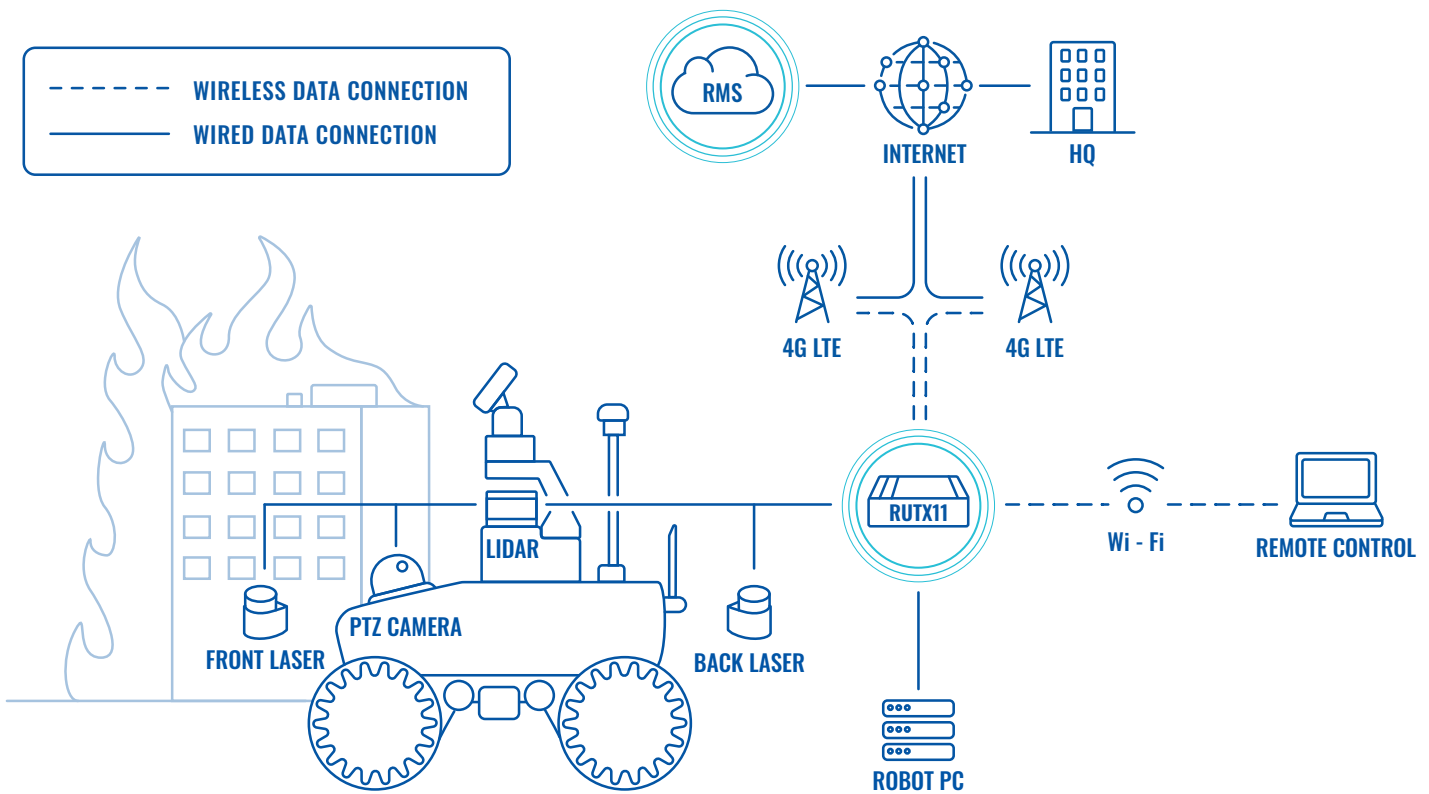 WIRELESS DATA CONNECTION
WIRED DATA CONNECTION
RMS
INTERNET
HQ
4G LTE
4G LTE
RUTX11
Wi - Fi
REMOTE CONTROL
LIDAR
PTZ CAMERA
FRONT LASER
BACK LASER
ROBOT PC